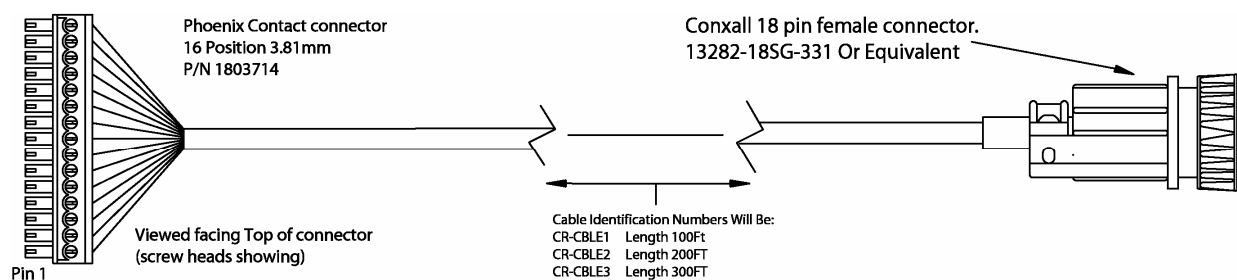 Phoenix Contact connector
16 Position 3.81mm
P/N 1803714
Conxall 18 pin female connector.
13282-18SG-331 Or Equivalent
Viewed facing Top of connector
(screw heads showing)
Pin 1
Cable Identification Numbers Will Be:
CR-CBLE1 Length 100Ft
CR-CBLE2 Length 200FT
CR-CBLE3 Length 300FT